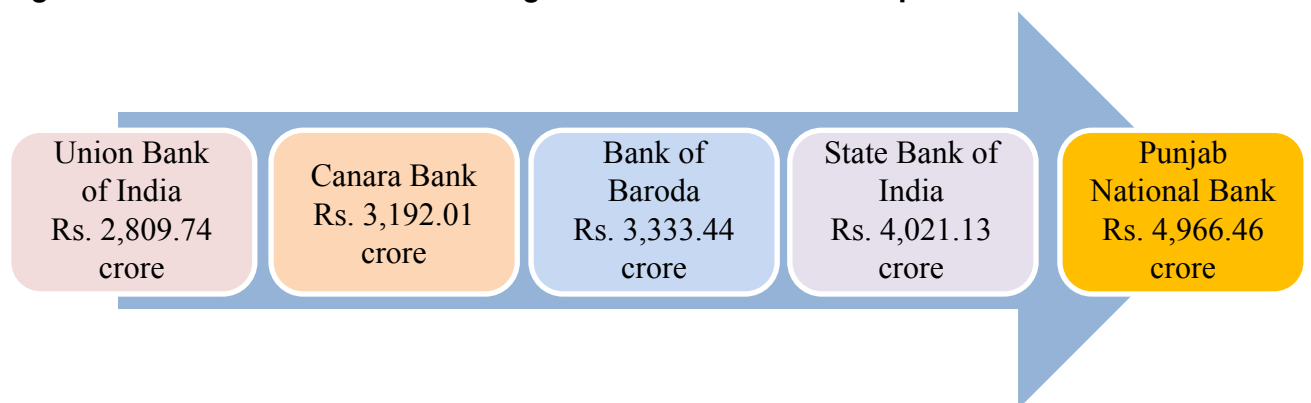 Union Bank
of India
Rs. 2,809.74
crore
Canara Bank
Rs. 3,192.01
crore
Bank of
Baroda
Rs. 3,333.44
crore
State Bank of
India
Rs. 4,021.13
crore
Punjab
National Bank
Rs. 4,966.46
crore